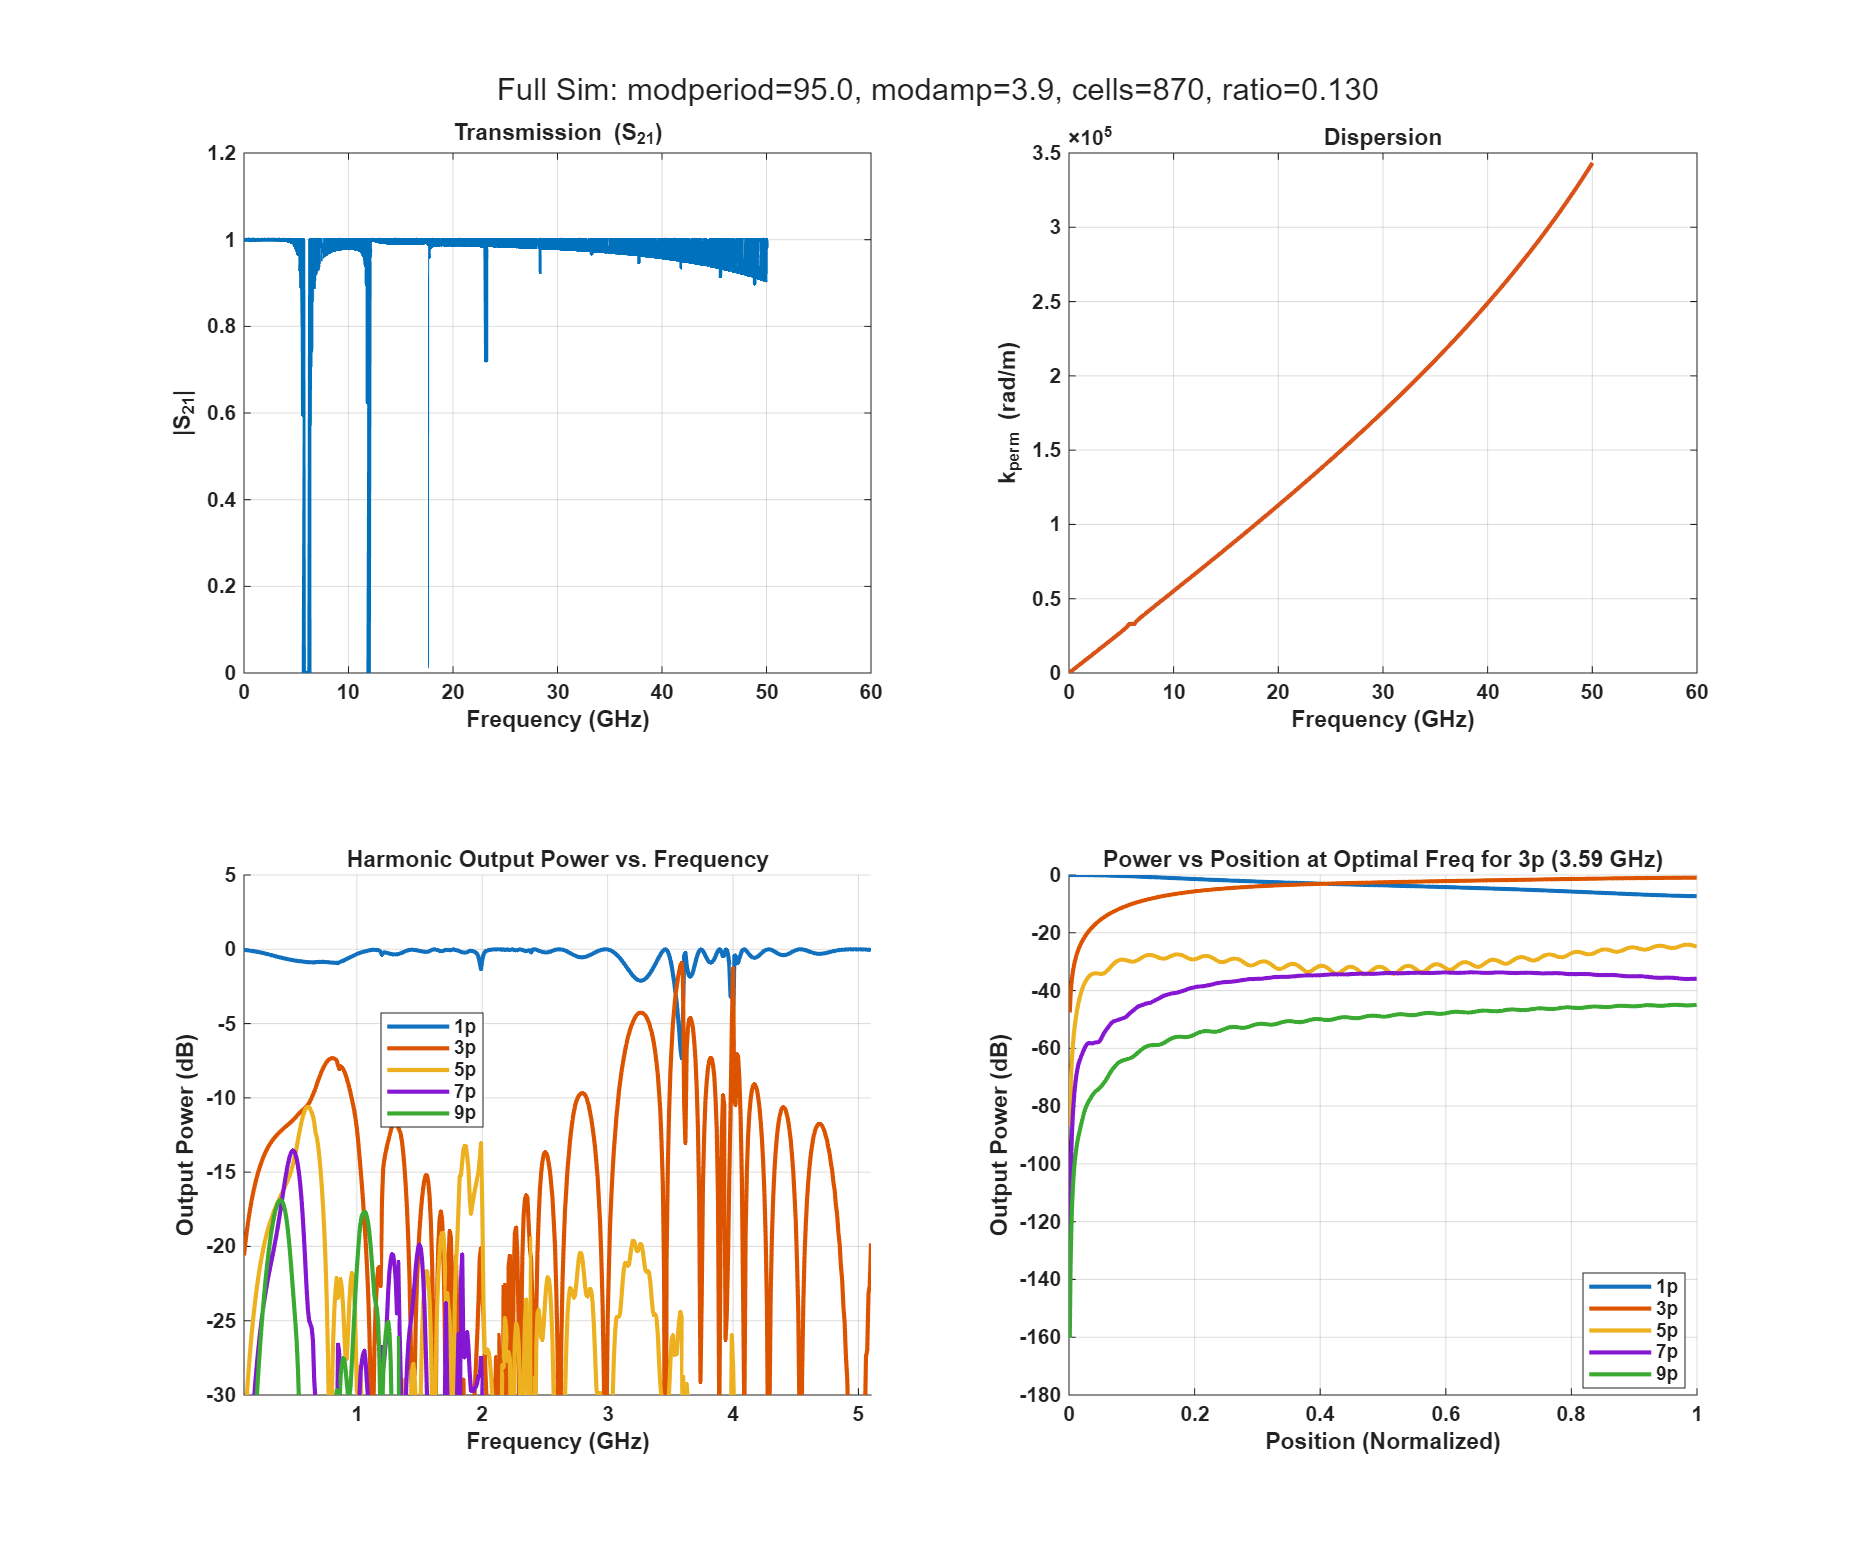 Full Sim: modperiod=95.0, modamp=3.9, cells=870, ratio=0.130
Transmission (S21)
1.2
1
0.8
0.6
0.4
0.2
0
|S21|
0 10 20 30 40 50 60
Frequency (GHz)
×10^5
Dispersion
3.5
3
2.5
2
1.5
1
0.5
0
kperm (rad/m)
0 10 20 30 40 50 60
Frequency (GHz)
Harmonic Output Power vs. Frequency
5
0
-5
-10
-15
-20
-25
-30
Output Power (dB)
1p
3p
5p
7p
9p
1 2 3 4 5
Frequency (GHz)
Power vs Position at Optimal Freq for 3p (3.59 GHz)
0
-20
-40
-60
-80
-100
-120
-140
-160
-180
Output Power (dB)
1p
3p
5p
7p
9p
0 0.2 0.4 0.6 0.8 1
Position (Normalized)